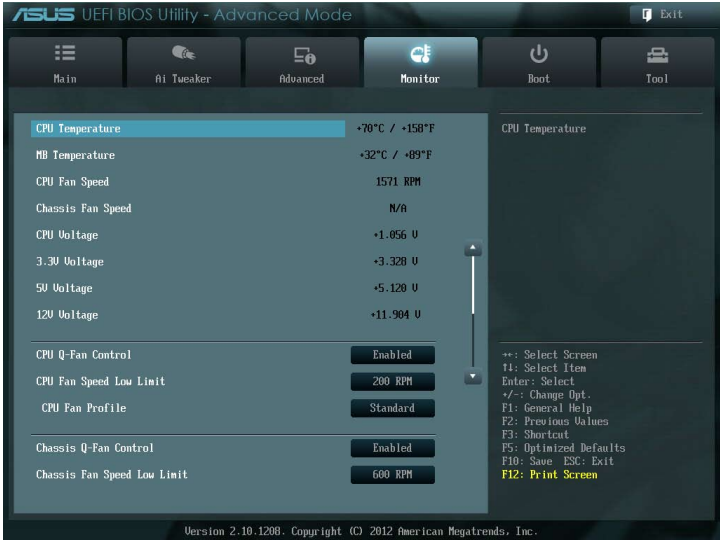 ASUS UEFI BIOS Utility - Advanced Mode
Exit
Main
Ai Tweaker
Advanced
Monitor
Boot
Tool
CPU Temperature +70°C / +158°F
MB Temperature +32°C / +89°F
CPU Fan Speed 1571 RPM
Chassis Fan Speed N/A
CPU Voltage +1.056 V
3.3V Voltage +3.328 V
5V Voltage +5.120 V
12V Voltage +11.904 V
CPU Q-Fan Control Enabled
CPU Fan Speed Low Limit 200 RPM
CPU Fan Profile Standard
Chassis Q-Fan Control Enabled
Chassis Fan Speed Low Limit 600 RPM
CPU Temperature
→←: Select Screen
↑↓: Select Item
Enter: Select
+/-: Change Opt.
F1: General Help
F2: Previous Values
F3: Shortcut
F5: Optimized Defaults
F10: Save ESC: Exit
F12: Print Screen
Version 2.10.1208. Copyright (C) 2012 American Megatrends, Inc.